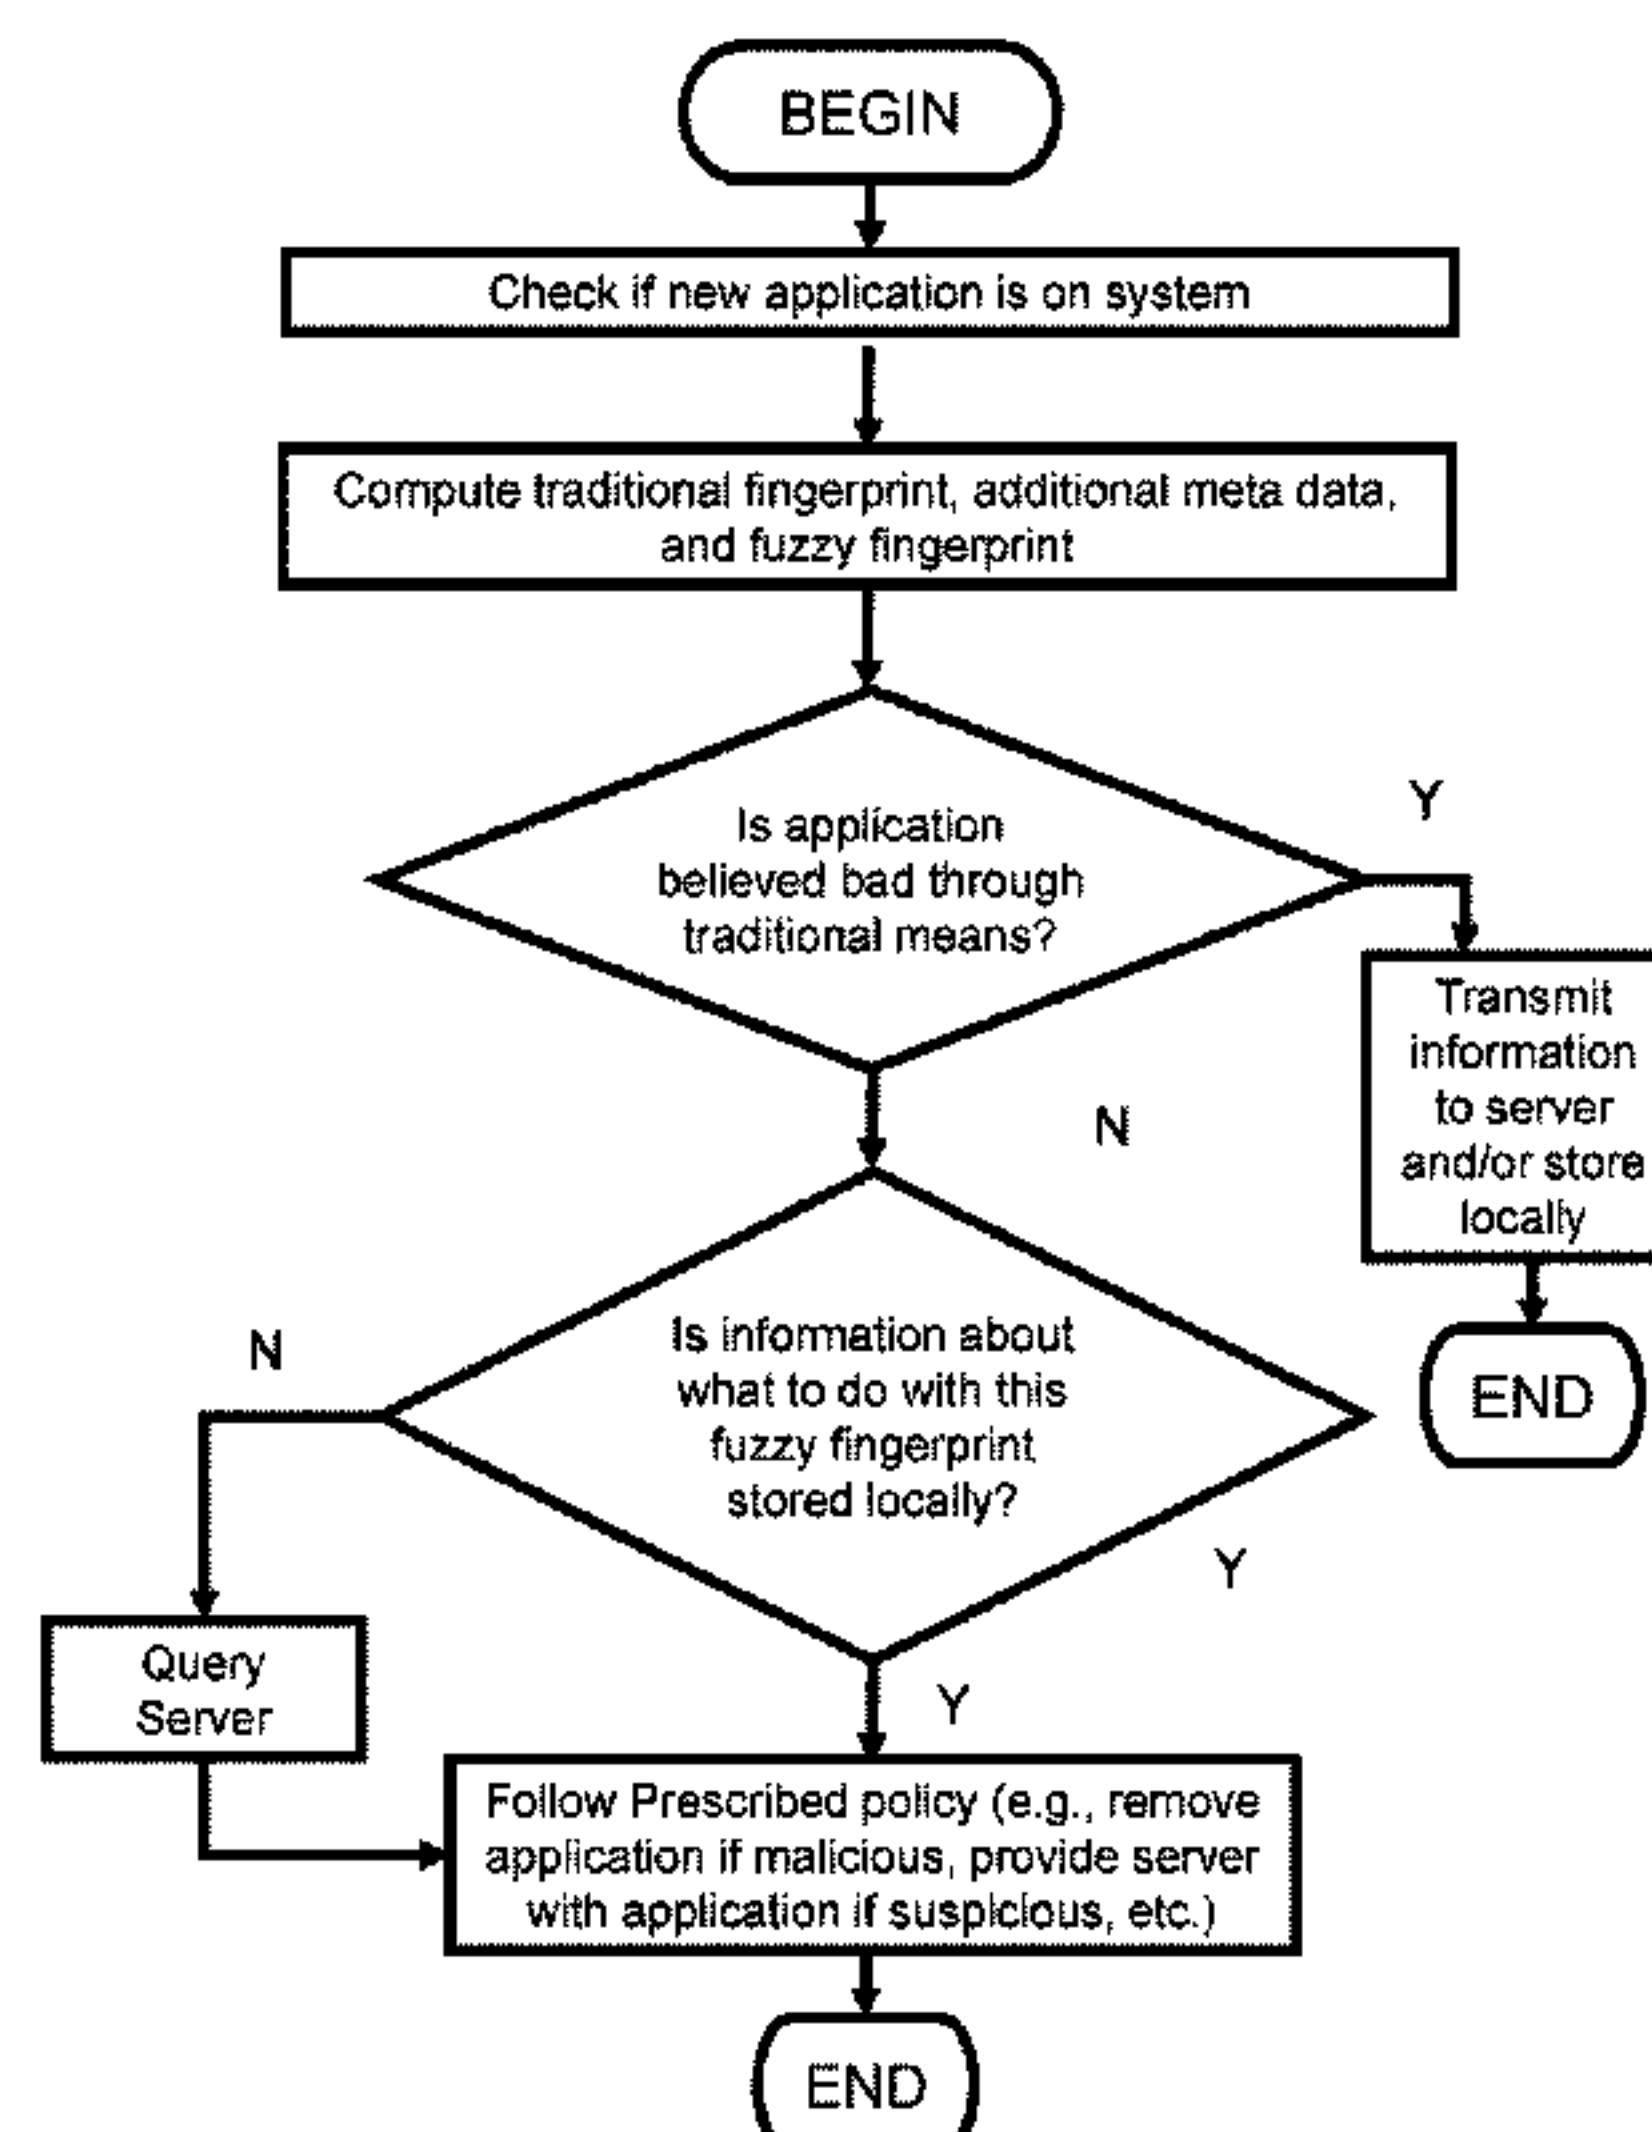 BEGIN
Check if new application is on system
Compute traditional fingerprint, additional meta data,
and fuzzy fingerprint
Is application
believed bad through
traditional means?
Y
Transmit
information
to server
and/or store
locally
END
N
Is information about
what to do with this
fuzzy fingerprint
stored locally?
N
Y
Query
Server
Y
Follow Prescribed policy (e.g., remove
application if malicious, provide server
with application if suspicious, etc.)
END